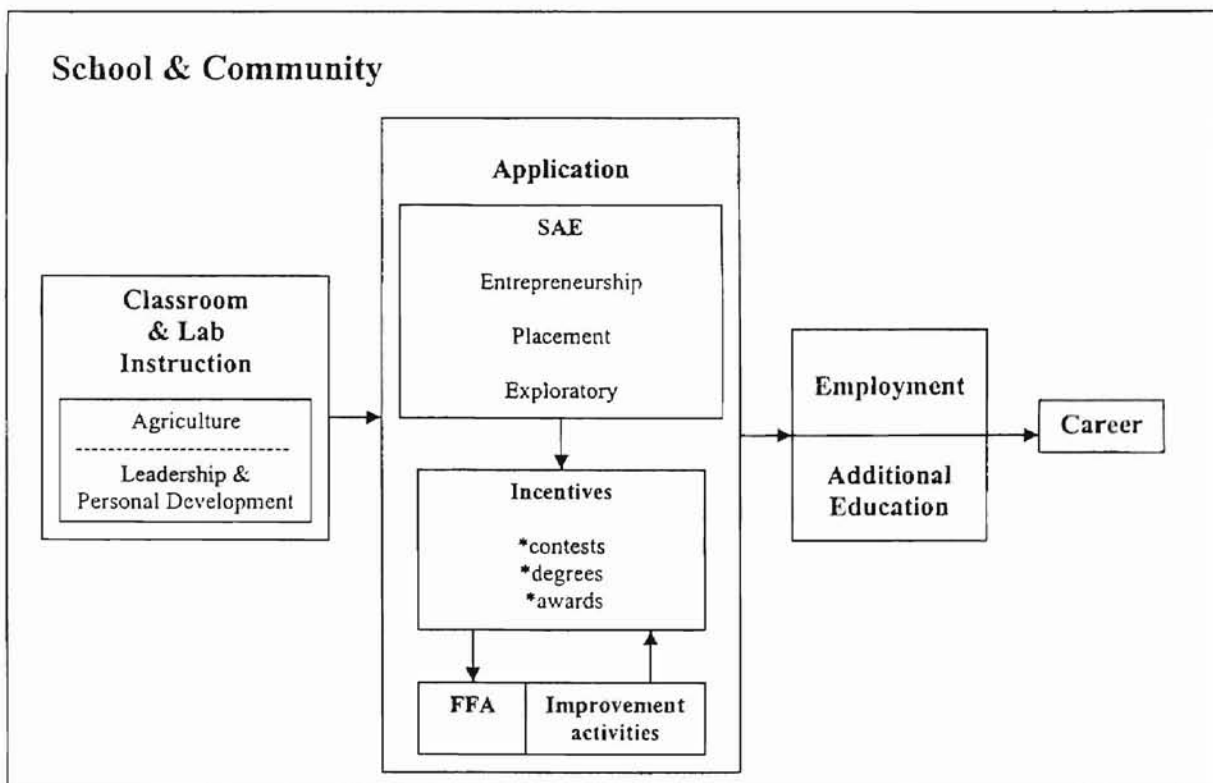 School & Community
Classroom
& Lab
Instruction
Agriculture
Leadership &
Personal Development
Application
SAE
Entrepreneurship
Placement
Exploratory
Incentives
*contests
*degrees
*awards
FFA
Improvement
activities
Employment
Additional
Education
Career